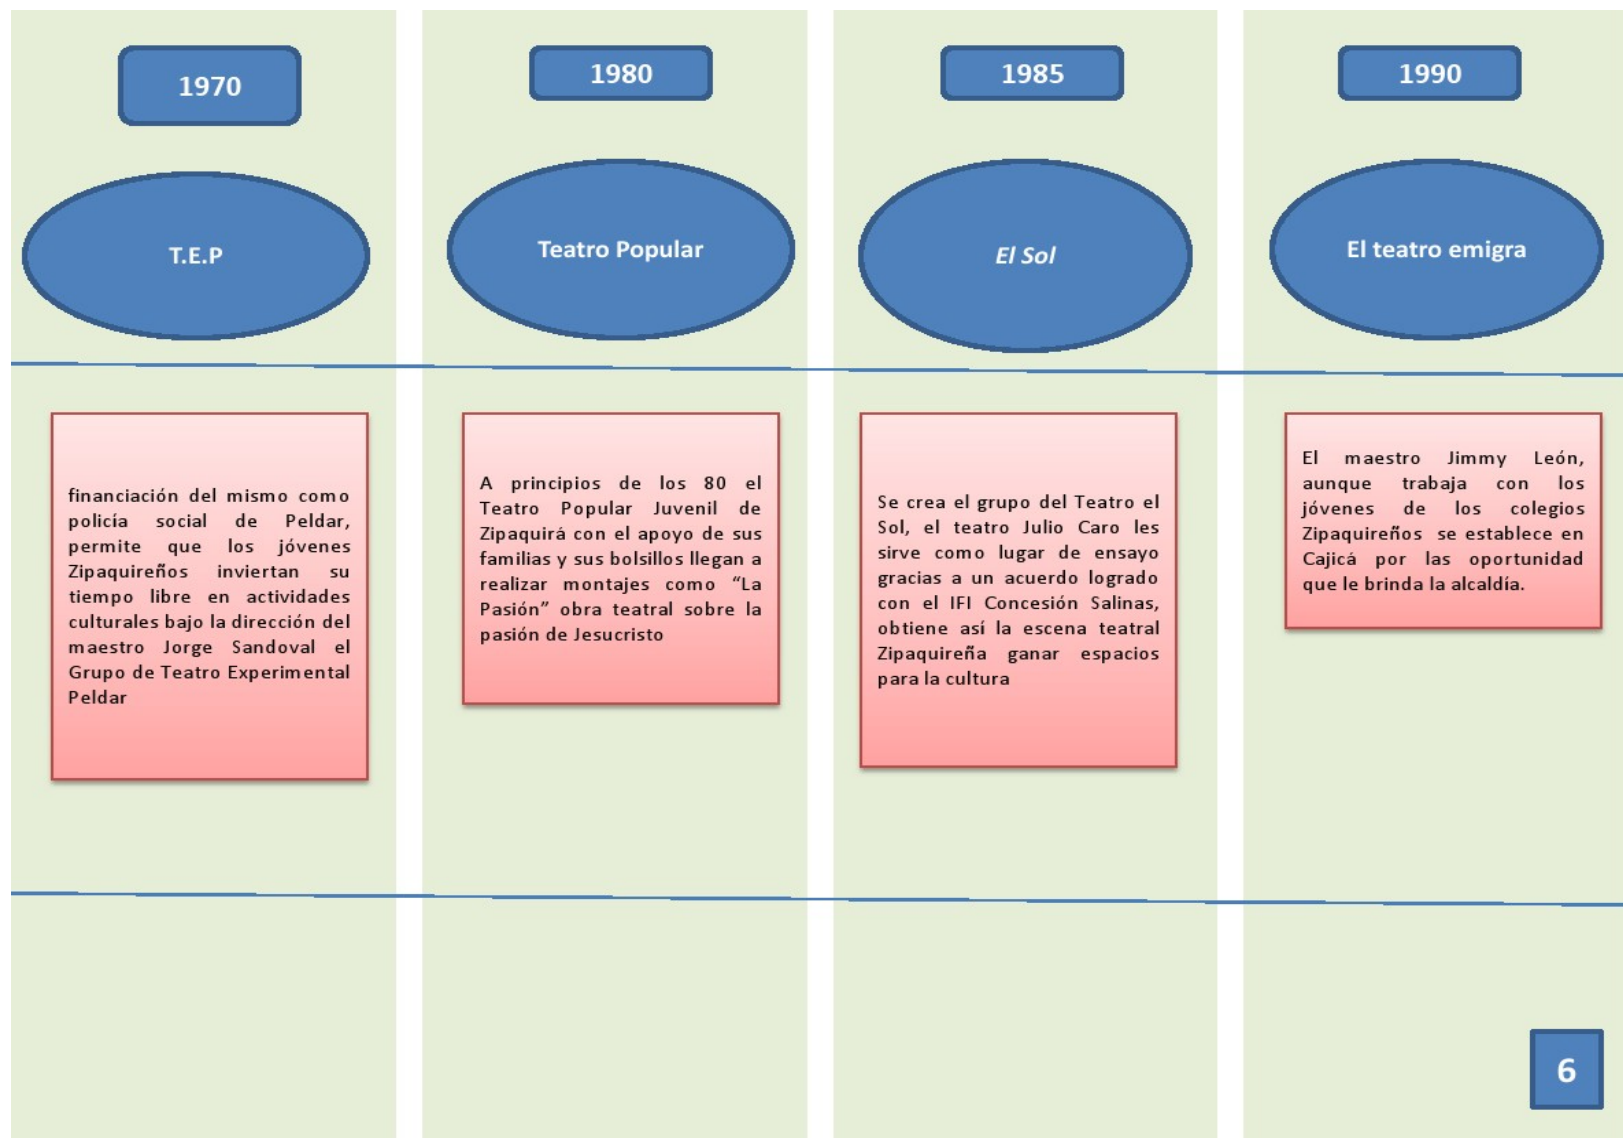 1970
T.E.P
financiación del mismo como
policía social de Peldar,
permite que los jóvenes
Zipaquireños inviertan su
tiempo libre en actividades
culturales bajo la dirección del
maestro Jorge Sandoval el
Grupo de Teatro Experimental
Peldar
1980
Teatro Popular
A principios de los 80 el
Teatro Popular Juvenil de
Zipaquirá con el apoyo de sus
familias y sus bolsillos llegan a
realizar montajes como “La
Pasión” obra teatral sobre la
pasión de Jesucristo
1985
El Sol
Se crea el grupo del Teatro el
Sol, el teatro Julio Caro les
sirve como lugar de ensayo
gracias a un acuerdo logrado
con el IFI Concesión Salinas,
obtiene así la escena teatral
Zipaquireña ganar espacios
para la cultura
1990
El teatro emigra
El maestro Jimmy León,
aunque trabaja con los
jóvenes de los colegios
Zipaquireños se establece en
Cajicá por las oportunidad
que le brinda la alcaldía.
6